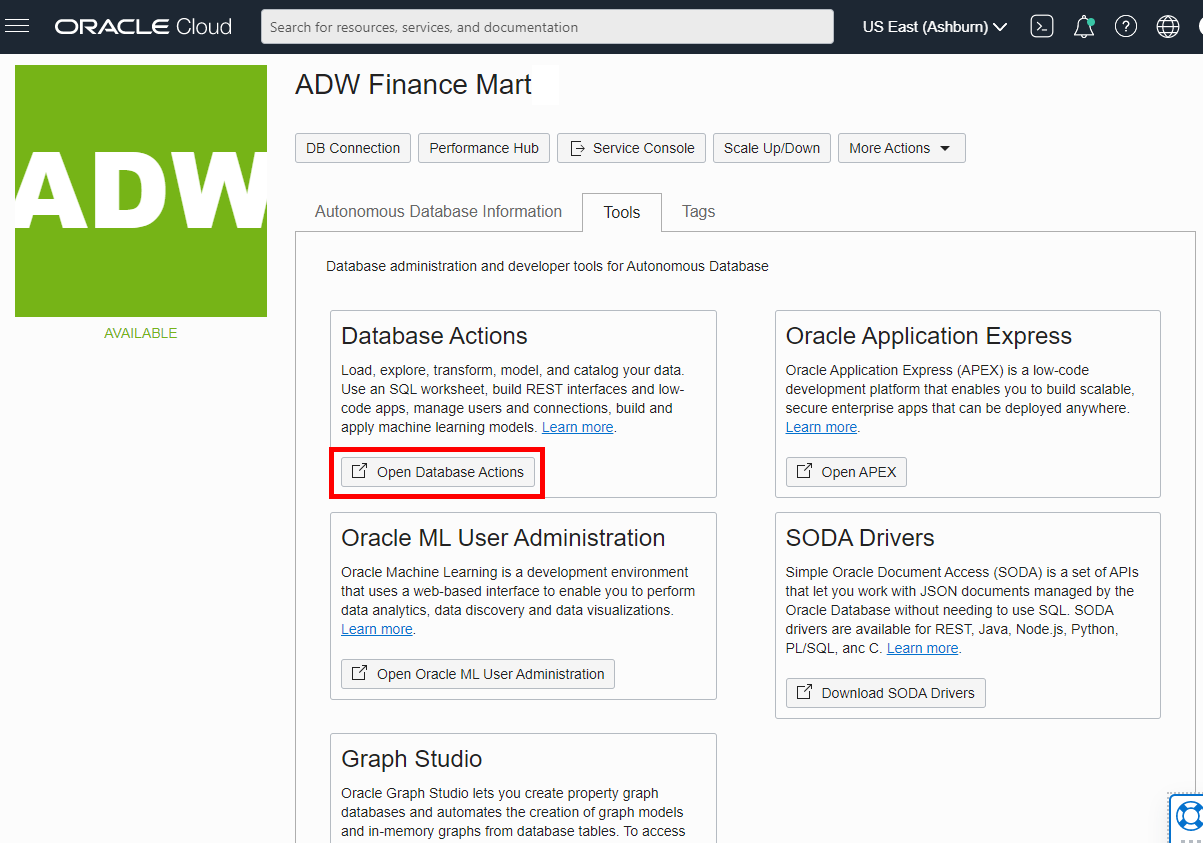 ORACLE Cloud
Search for resources, services, and documentation
US East (Ashburn)
ADW
AVAILABLE
ADW Finance Mart
DB Connection
Performance Hub
Service Console
Scale Up/Down
More Actions
Autonomous Database Information
Tools
Tags
Database administration and developer tools for Autonomous Database
Database Actions
Load, explore, transform, model, and catalog your data.
Use an SQL worksheet, build REST interfaces and low-
code apps, manage users and connections, build and
apply machine learning models. Learn more.
Open Database Actions
Oracle Application Express
Oracle Application Express (APEX) is a low-code
development platform that enables you to build scalable,
secure enterprise apps that can be deployed anywhere.
Learn more.
Open APEX
Oracle ML User Administration
Oracle Machine Learning is a development environment
that uses a web-based interface to enable you to perform
data analytics, data discovery and data visualizations.
Learn more.
Open Oracle ML User Administration
SODA Drivers
Simple Oracle Document Access (SODA) is a set of APIs
that let you work with JSON documents managed by the
Oracle Database without needing to use SQL. SODA
drivers are available for REST, Java, Node.js, Python,
PL/SQL, anc C. Learn more.
Download SODA Drivers
Graph Studio
Oracle Graph Studio lets you create property graph
databases and automates the creation of graph models
and in-memory graphs from database tables. To access